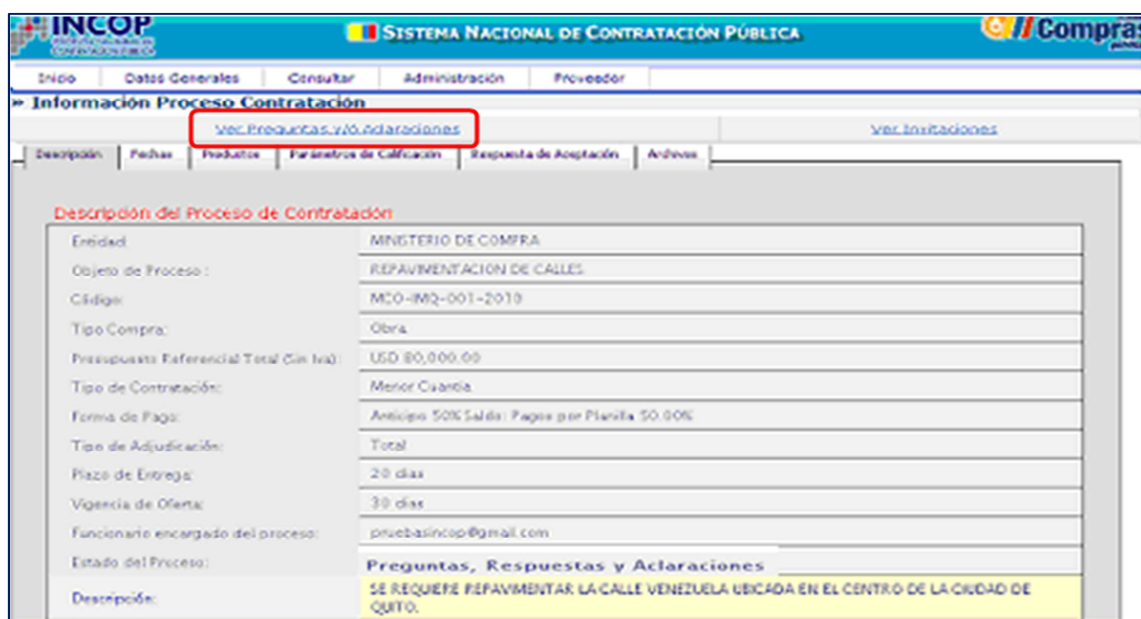 INCOP
SISTEMA NACIONAL DE CONTRATACIÓN PÚBLICA
Compras
Inicio Datos Generales Consultar Administración Proveedor
» Información Proceso Contratación
Ver Preguntas y/ó Aclaraciones Ver Invitaciones
Descripción Fechas Productos Parámetros de Calificación Respuesta de Aceptación Archivos
Descripción del Proceso de Contratación
Entidad: MINISTERIO DE COMPRA
Objeto de Proceso : REPAVIMENTACION DE CALLES
Código: MCO-IMQ-001-2010
Tipo Compra: Obra
Presupuesto Referencial Total (Sin Iva): USD 80,000.00
Tipo de Contratación: Menor Cuantía
Forma de Pago: Anticipo: 50% Saldo: Pagos por Planilla 50.00%
Tipo de Adjudicación: Total
Plazo de Entrega: 20 días
Vigencia de Oferta: 30 días
Funcionario encargado del proceso: pruebasincop@gmail.com
Estado del Proceso: Preguntas, Respuestas y Aclaraciones
Descripción: SE REQUIERE REPAVIMENTAR LA CALLE VENEZUELA UBICADA EN EL CENTRO DE LA CIUDAD DE
QUITO.